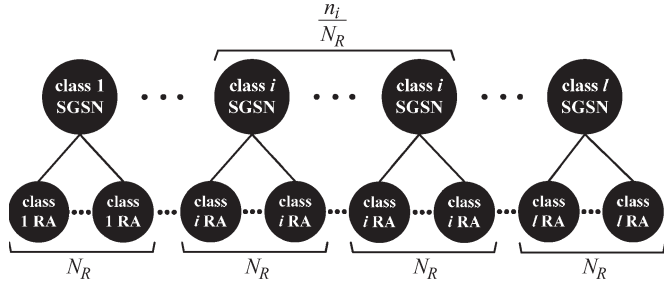 n_i
N_R
class 1 SGSN
• • •
class i SGSN
• • •
class i SGSN
• • •
class l SGSN
class 1 RA
•••
class 1 RA
•••
class i RA
•••
class i RA
•••
class i RA
•••
class i RA
•••
class l RA
•••
class l RA
N_R
N_R
N_R
N_R